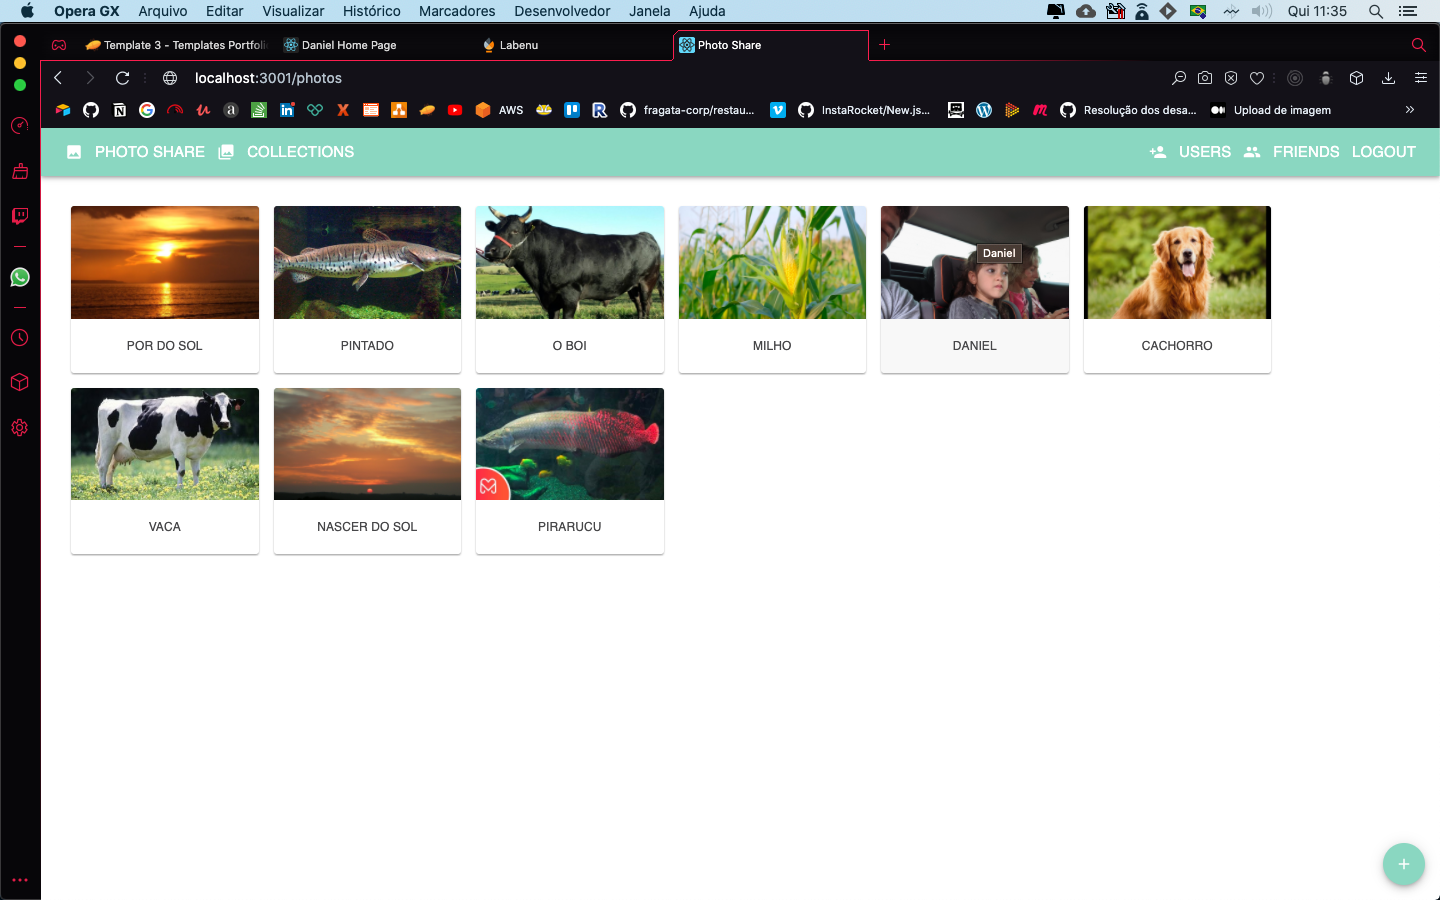 Opera GX Arquivo Editar Visualizar Histórico Marcadores Desenvolvedor Janela Ajuda Qui 11:35
Template 3 - Templates Portfoli Daniel Home Page Labenu Photo Share
localhost:3001/photos
AWS fragata-corp/restau... InstaRocket/New.js... Resolução dos desa... Upload de imagem
PHOTO SHARE COLLECTIONS USERS FRIENDS LOGOUT
Daniel
POR DO SOL PINTADO O BOI MILHO DANIEL CACHORRO
VACA NASCER DO SOL PIRARUCU